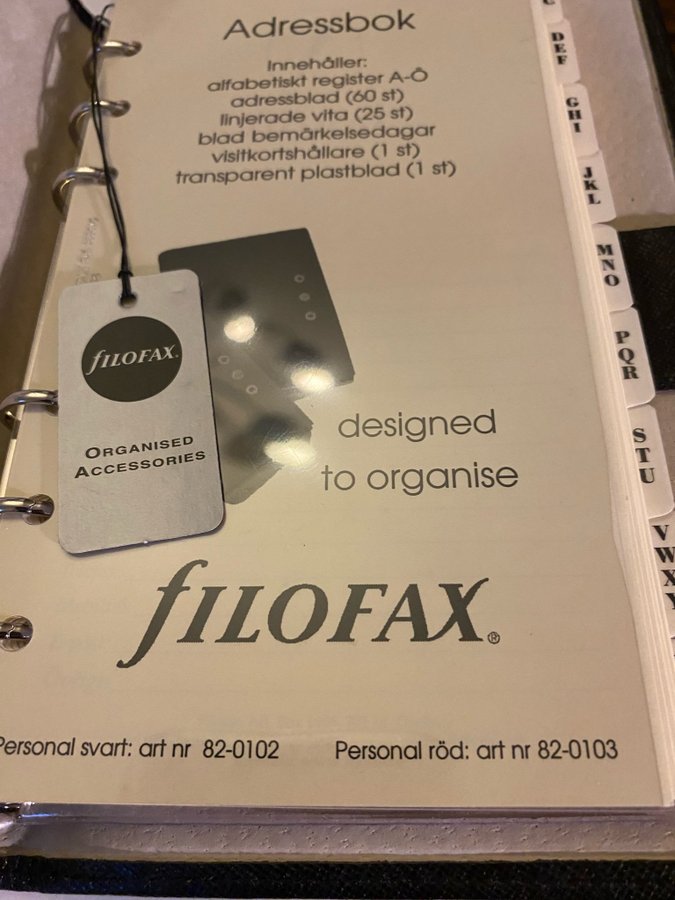 Adressbok
Innehåller:
alfabetiskt register A-Ö
adressblad (60 st)
linjerade vita (25 st)
blad bemärkelsedagar
visitkortshållare (1 st)
transparent plastblad (1 st)
C
DEF
GHI
JKL
MNO
PQR
STU
VWXY
FILOFAX.
ORGANISED
ACCESSORIES
designed
to organise
FILOFAX®
Personal svart: art nr 82-0102
Personal röd: art nr 82-0103